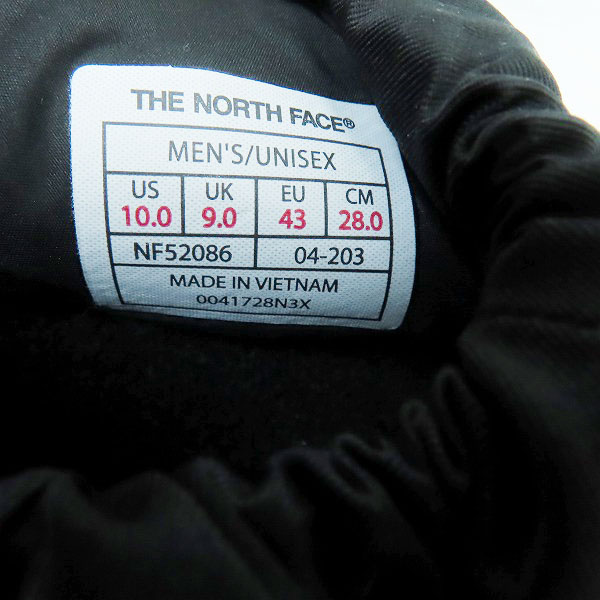 THE NORTH FACE®
MEN'S/UNISEX
US UK EU CM
10.0 9.0 43 28.0
NF52086 04-203
MADE IN VIETNAM
0041728N3X